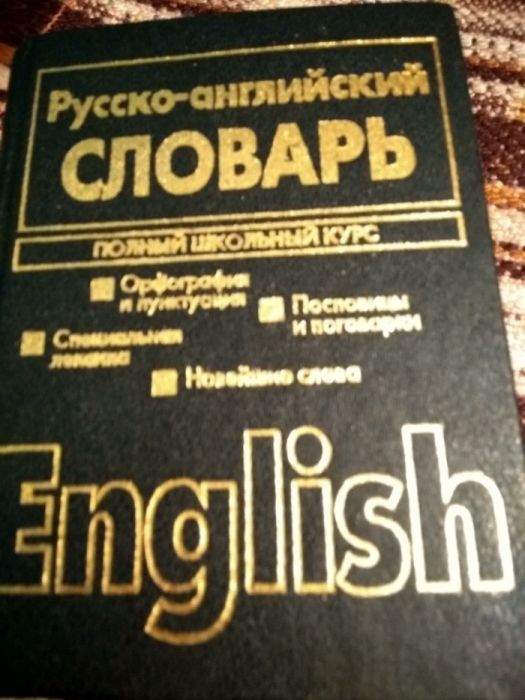 Русско-английский
СЛОВАРЬ
ПОЛНЫЙ ШКОЛЬНЫЙ КУРС
Орфография
и пунктуация
Пословицы
и поговорки
Специальная
лексика
Новейшие слова
English